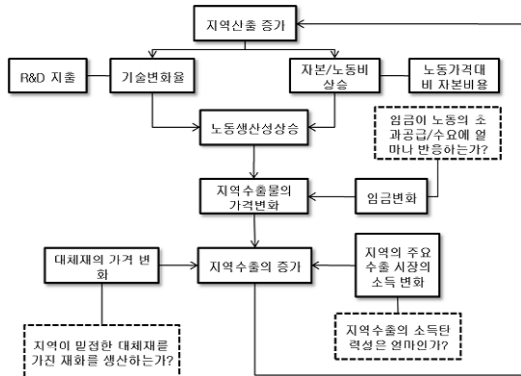 지역산출 증가
R&D 지출
기술변화율
자본/노동비
상승
노동가격대
비 자본비용
노동생산성상승
임금이 노동의 초
과공급/수요에 얼
마나 반응하는가?
지역수출물의
가격변화
임금변화
대체재의 가격 변
화
지역수출의 증가
지역의 주요
수출 시장의
소득 변화
지역이 밀접한 대체재를
가진 재화를 생산하는가?
지역수출의 소득탄
력성은 얼마인가?